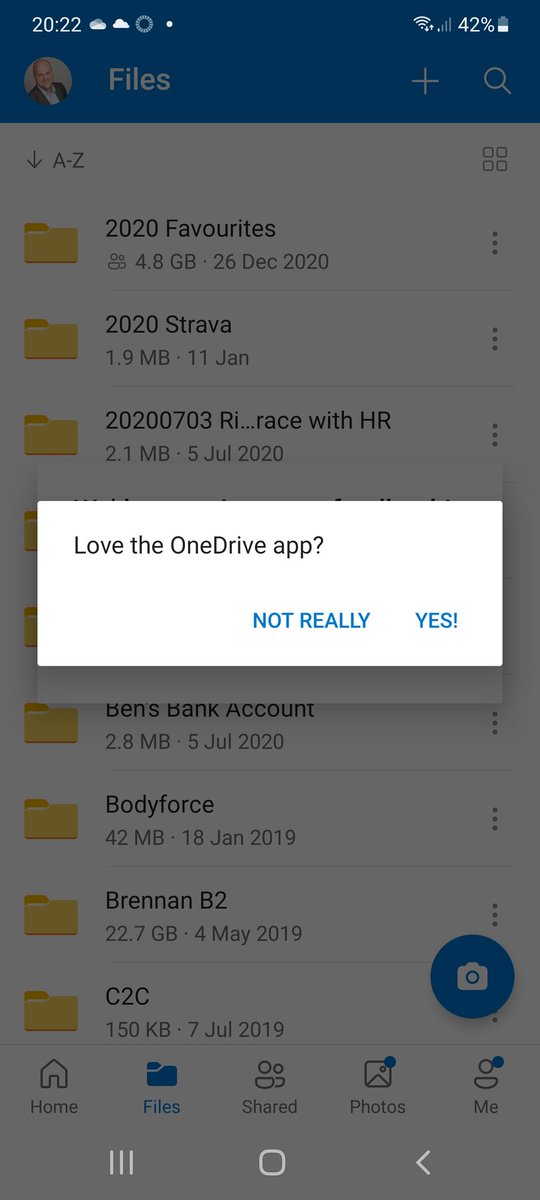 20:22
42%
Files
A-Z
2020 Favourites
4.8 GB · 26 Dec 2020
2020 Strava
1.9 MB · 11 Jan
20200703 Ri...race with HR
2.1 MB · 5 Jul 2020
Love the OneDrive app?
NOT REALLY YES!
Ben's Bank Account
2.8 MB · 5 Jul 2020
Bodyforce
42 MB · 18 Jan 2019
Brennan B2
22.7 GB · 4 May 2019
C2C
150 KB · 7 Jul 2019
Home Files Shared Photos Me